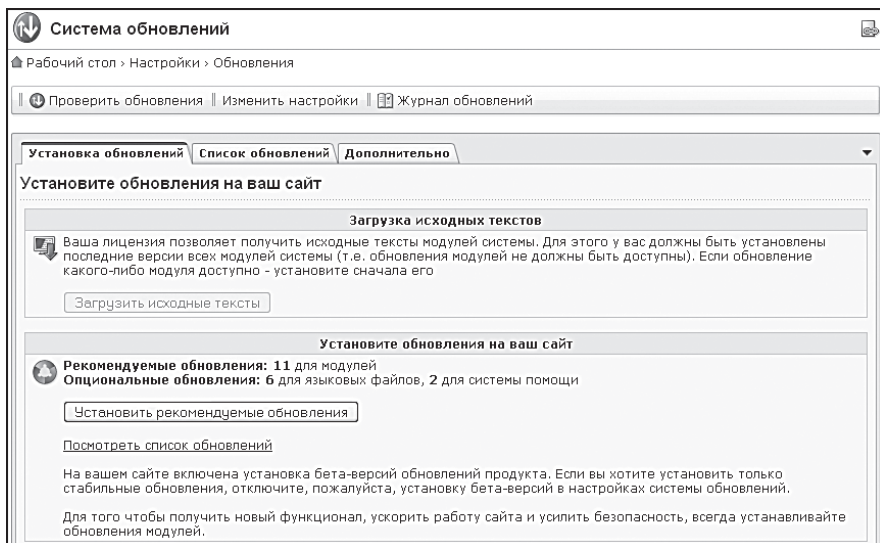 Система обновлений
Рабочий стол › Настройки › Обновления
Проверить обновления Изменить настройки Журнал обновлений
Установка обновлений Список обновлений Дополнительно
Установите обновления на ваш сайт
Загрузка исходных текстов
Ваша лицензия позволяет получить исходные тексты модулей системы. Для этого у вас должны быть установлены
последние версии всех модулей системы (т.е. обновления модулей не должны быть доступны). Если обновление
какого-либо модуля доступно - установите сначала его
Загрузить исходные тексты
Установите обновления на ваш сайт
Рекомендуемые обновления: 11 для модулей
Опциональные обновления: 6 для языковых файлов, 2 для системы помощи
Установить рекомендуемые обновления
Посмотреть список обновлений
На вашем сайте включена установка бета-версий обновлений продукта. Если вы хотите установить только
стабильные обновления, отключите, пожалуйста, установку бета-версий в настройках системы обновлений.
Для того чтобы получить новый функционал, ускорить работу сайта и усилить безопасность, всегда устанавливайте
обновления модулей.